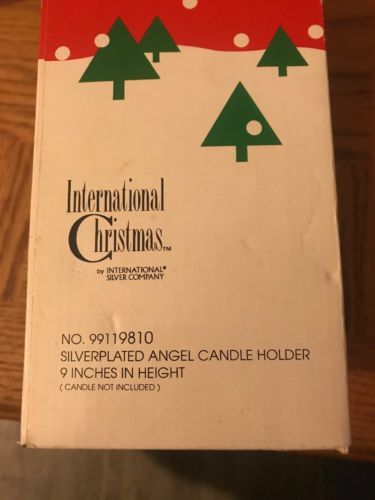 International
Christmas™
by INTERNATIONAL®
SILVER COMPANY
NO. 99119810
SILVERPLATED ANGEL CANDLE HOLDER
9 INCHES IN HEIGHT
( CANDLE NOT INCLUDED )